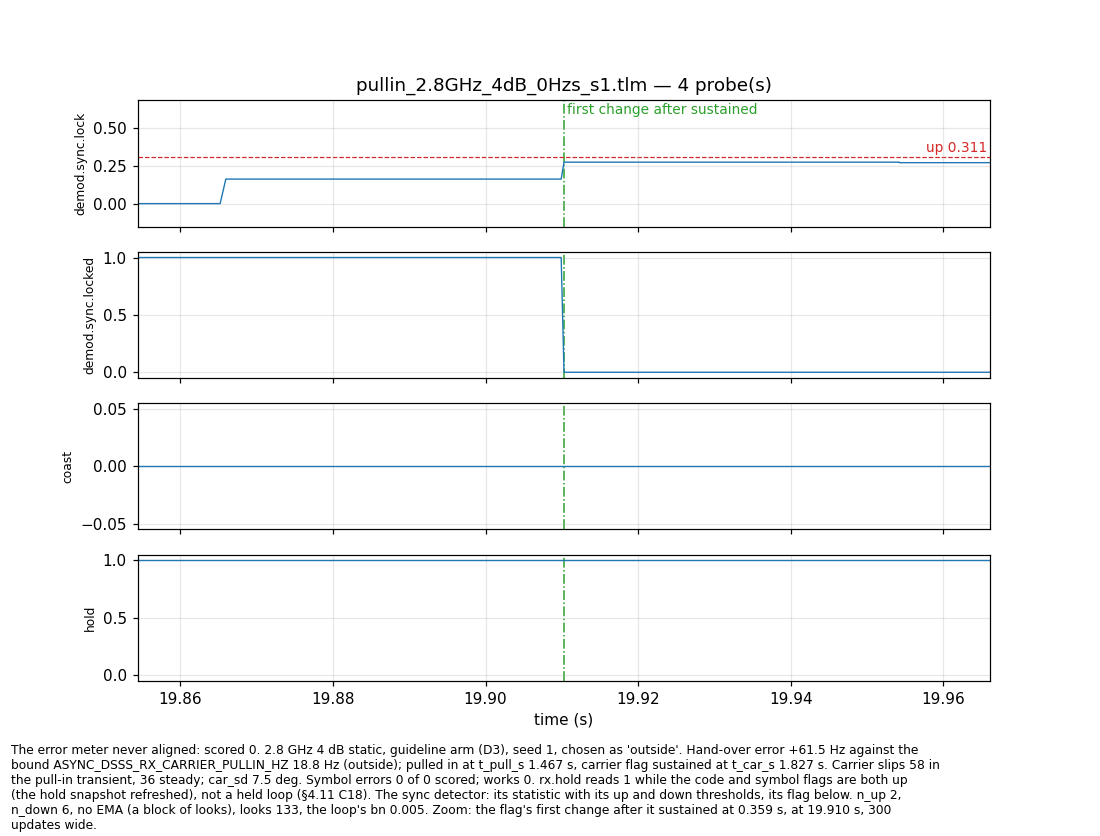 pullin_2.8GHz_4dB_0Hzs_s1.tlm — 4 probe(s)
demod.sync.lock
0.50
0.25
0.00
first change after sustained
up 0.311
demod.sync.locked
1.0
0.5
0.0
coast
0.05
0.00
−0.05
hold
1.0
0.5
0.0
19.86 19.88 19.90 19.92 19.94 19.96
time (s)
The error meter never aligned: scored 0. 2.8 GHz 4 dB static, guideline arm (D3), seed 1, chosen as 'outside'. Hand-over error +61.5 Hz against the
bound ASYNC_DSSS_RX_CARRIER_PULLIN_HZ 18.8 Hz (outside); pulled in at t_pull_s 1.467 s, carrier flag sustained at t_car_s 1.827 s. Carrier slips 58 in
the pull-in transient, 36 steady; car_sd 7.5 deg. Symbol errors 0 of 0 scored; works 0. rx.hold reads 1 while the code and symbol flags are both up
(the hold snapshot refreshed), not a held loop (§4.11 C18). The sync detector: its statistic with its up and down thresholds, its flag below. n_up 2,
n_down 6, no EMA (a block of looks), looks 133, the loop's bn 0.005. Zoom: the flag's first change after it sustained at 0.359 s, at 19.910 s, 300
updates wide.